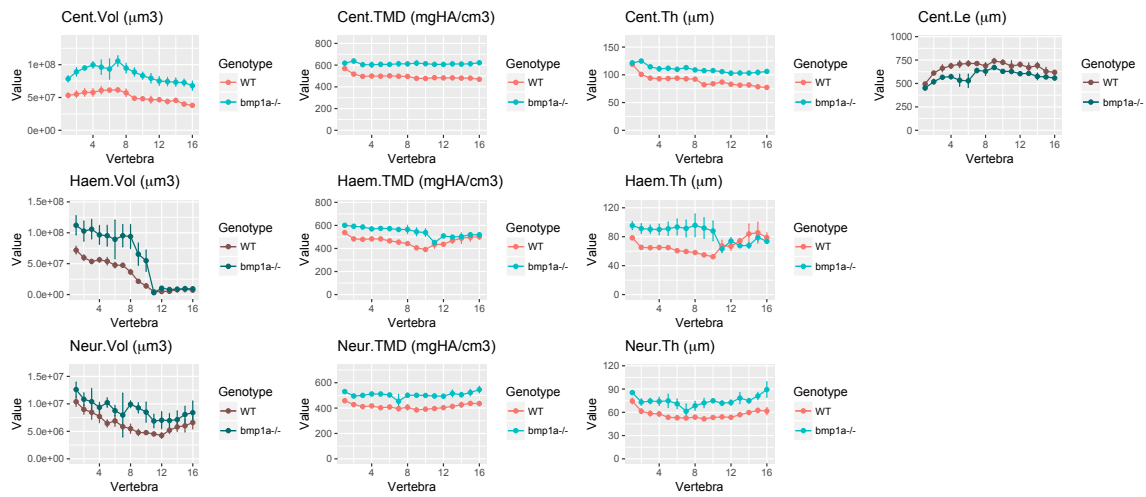 Cent.Vol (μm3)
Value
1e+08
5e+07
0e+00
4 8 12 16
Vertebra
Genotype
WT
bmp1a-/-
Cent.TMD (mgHA/cm3)
Value
800
600
400
200
0
4 8 12 16
Vertebra
Genotype
WT
bmp1a-/-
Cent.Th (μm)
Value
150
100
50
0
4 8 12 16
Vertebra
Genotype
WT
bmp1a-/-
Cent.Le (μm)
Value
1000
750
500
250
0
4 8 12 16
Vertebra
Genotype
WT
bmp1a-/-
Haem.Vol (μm3)
Value
1.5e+08
1.0e+08
5.0e+07
0.0e+00
4 8 12 16
Vertebra
Genotype
WT
bmp1a-/-
Haem.TMD (mgHA/cm3)
Value
800
600
400
200
0
4 8 12 16
Vertebra
Genotype
WT
bmp1a-/-
Haem.Th (μm)
Value
120
80
40
0
4 8 12 16
Vertebra
Genotype
WT
bmp1a-/-
Neur.Vol (μm3)
Value
1.5e+07
1.0e+07
5.0e+06
0.0e+00
4 8 12 16
Vertebra
Genotype
WT
bmp1a-/-
Neur.TMD (mgHA/cm3)
Value
600
400
200
0
4 8 12 16
Vertebra
Genotype
WT
bmp1a-/-
Neur.Th (μm)
Value
120
90
60
30
0
4 8 12 16
Vertebra
Genotype
WT
bmp1a-/-